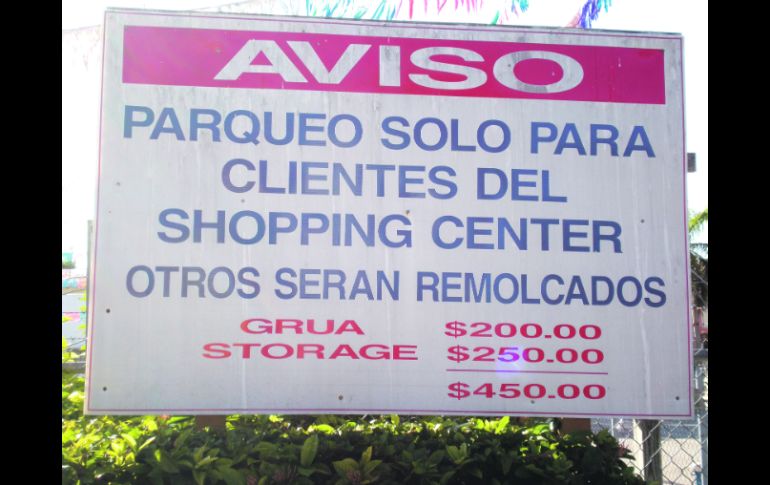 AVISO
PARQUEO SOLO PARA
CLIENTES DEL
SHOPPING CENTER
OTROS SERAN REMOLCADOS
GRUA $200.00
STORAGE $250.00
$450.00